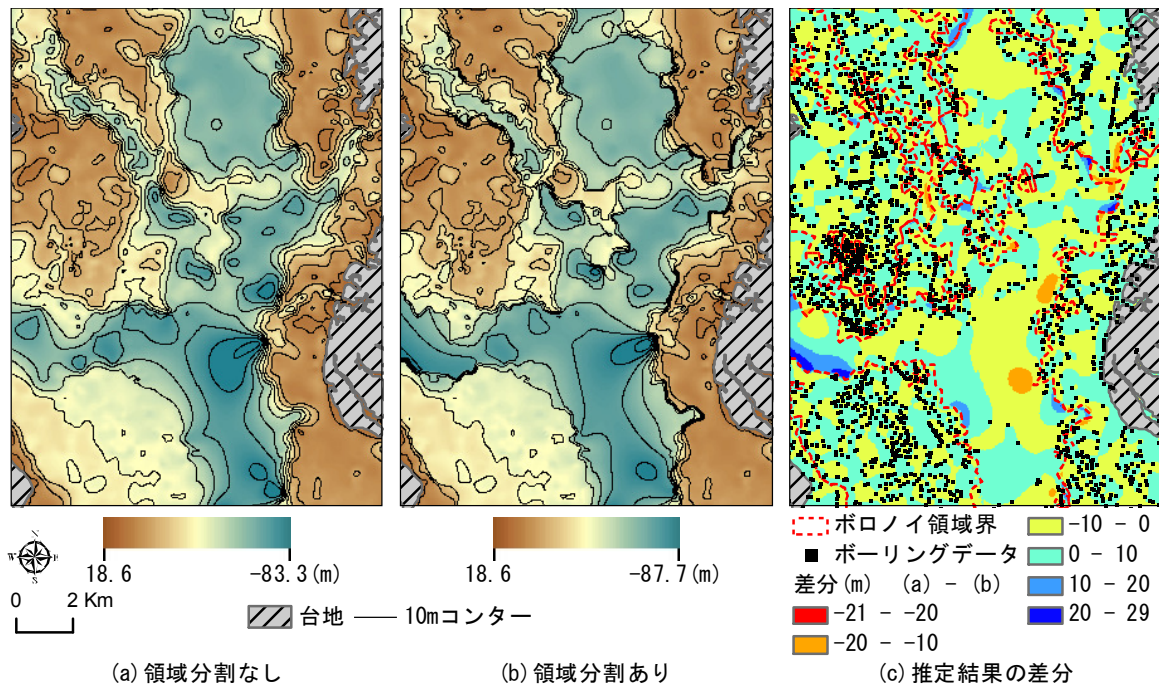 N
W E
S
0 2 Km
18.6 -83.3(m)
18.6 -87.7(m)
台地 10mコンター
ボロノイ領域界
ボーリングデータ
差分(m) (a) - (b)
-21 - -20
-20 - -10
-10 - 0
0 - 10
10 - 20
20 - 29
(a) 領域分割なし
(b) 領域分割あり
(c) 推定結果の差分